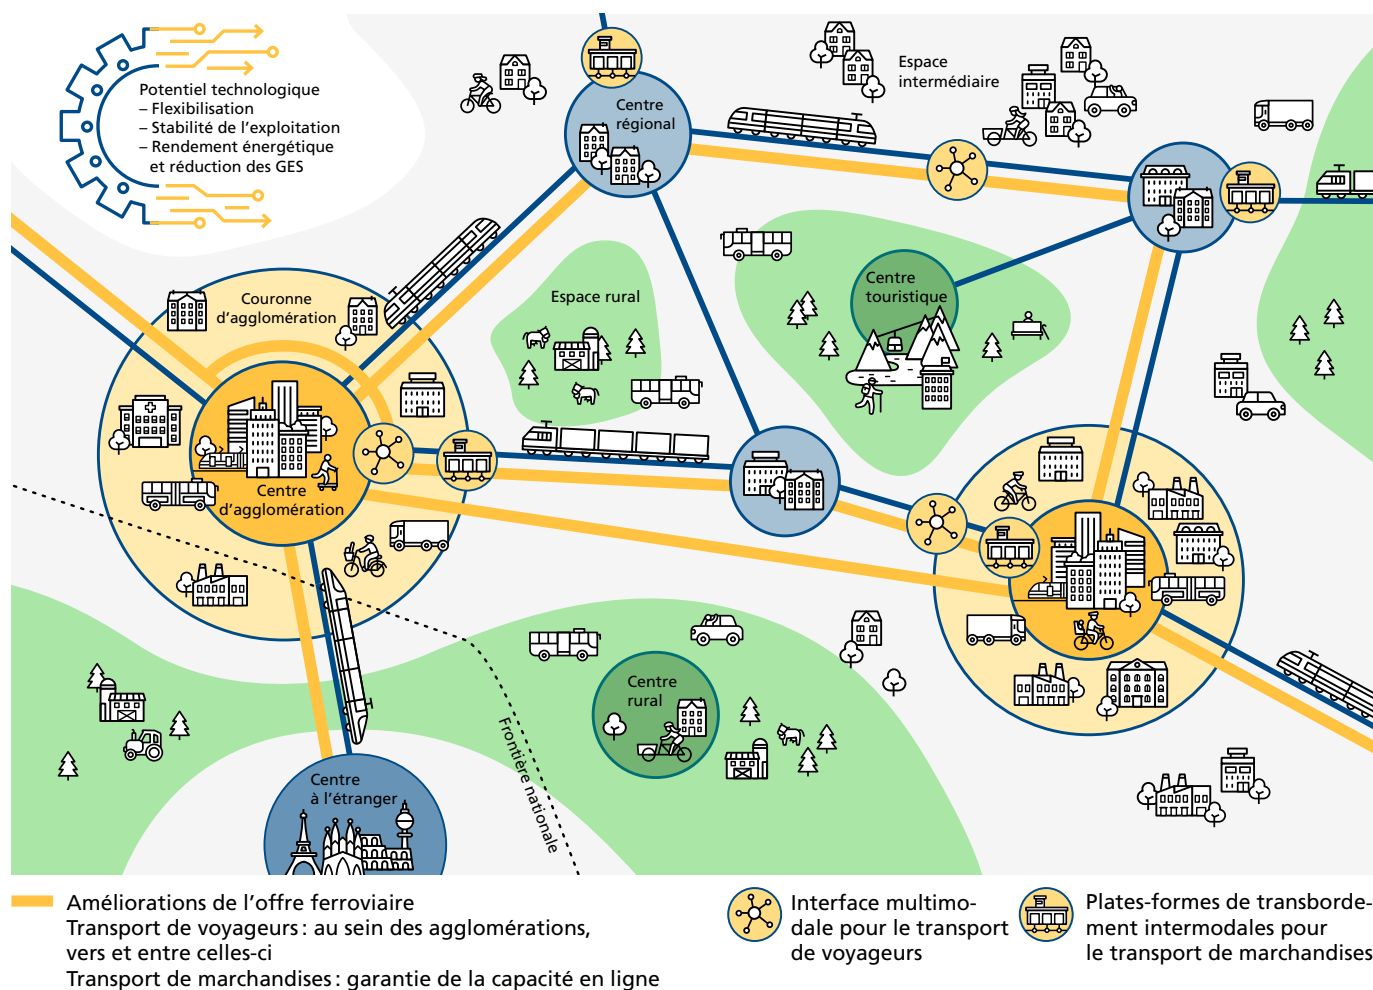 Potentiel technologique
– Flexibilisation
– Stabilité de l’exploitation
– Rendement énergétique
et réduction des GES
Centre
régional
Espace
intermédiaire
Couronne
d’agglomération
Espace rural
Centre
touristique
Centre
d’agglomération
Centre
rural
Frontière nationale
Centre
à l’étranger
Améliorations de l’offre ferroviaire
Transport de voyageurs : au sein des agglomérations,
vers et entre celles-ci
Transport de marchandises : garantie de la capacité en ligne
Interface multimo-
dale pour le transport
de voyageurs
Plates-formes de transborde-
ment intermodales pour
le transport de marchandises